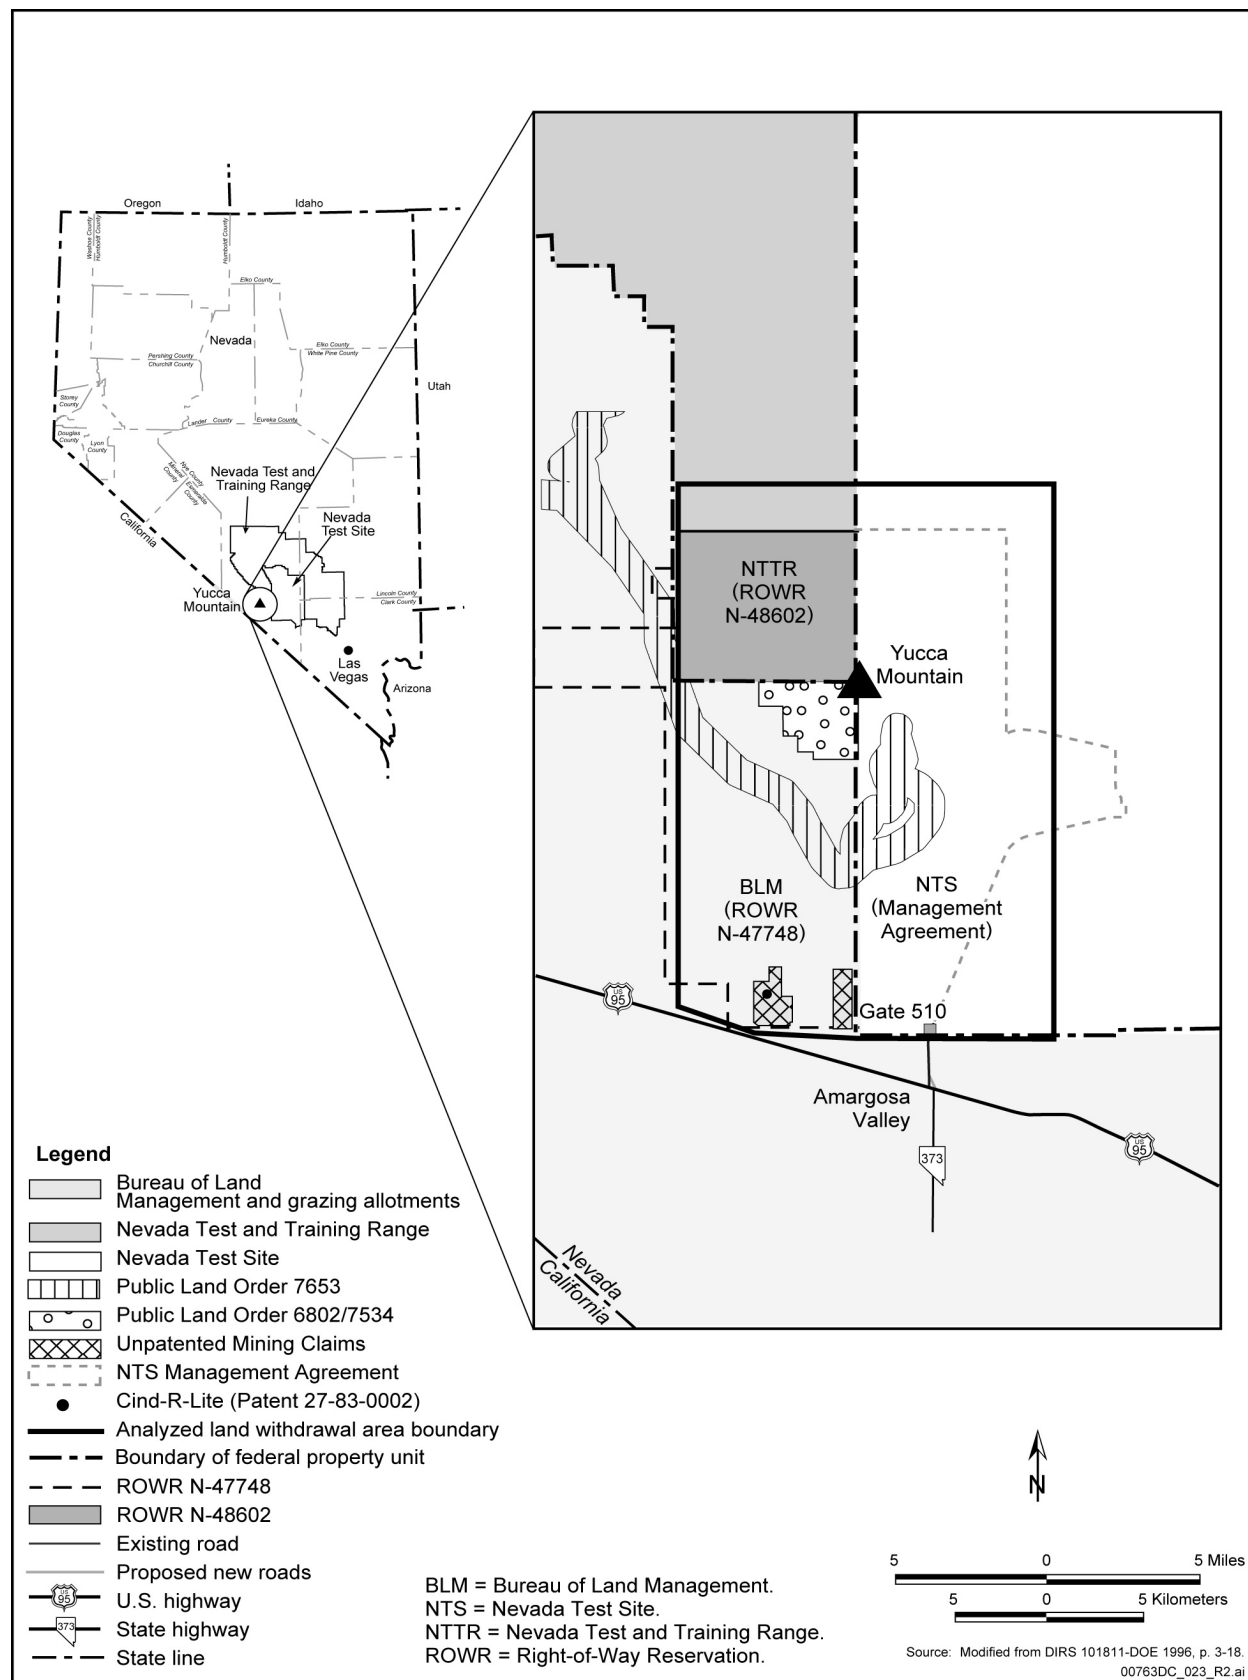 Oregon
Idaho
Washoe County
Humboldt County
Humboldt County
Elko County
Nevada
Elko County
White Pine County
Pershing County
Churchill County
Utah
Storey
County
Douglas
County
Lyon
County
Lander County
Eureka County
Nye County
Mineral County
Esmeralda County
Nevada Test and
Training Range
Nevada
Test Site
California
Yucca
Mountain
Lincoln County
Clark County
Las
Vegas
Arizona
NTTR
(ROWR
N-48602)
Yucca
Mountain
BLM
(ROWR
N-47748)
NTS
(Management
Agreement)
US
95
Gate 510
Amargosa
Valley
373
US
95
Nevada
California
Legend
Bureau of Land
Management and grazing allotments
Nevada Test and Training Range
Nevada Test Site
Public Land Order 7653
Public Land Order 6802/7534
Unpatented Mining Claims
NTS Management Agreement
Cind-R-Lite (Patent 27-83-0002)
Analyzed land withdrawal area boundary
Boundary of federal property unit
ROWR N-47748
ROWR N-48602
Existing road
Proposed new roads
US
95
U.S. highway
373
State highway
State line
BLM = Bureau of Land Management.
NTS = Nevada Test Site.
NTTR = Nevada Test and Training Range.
ROWR = Right-of-Way Reservation.
N
5 0 5 Miles
5 0 5 Kilometers
Source: Modified from DIRS 101811-DOE 1996, p. 3-18.
00763DC_023_R2.ai